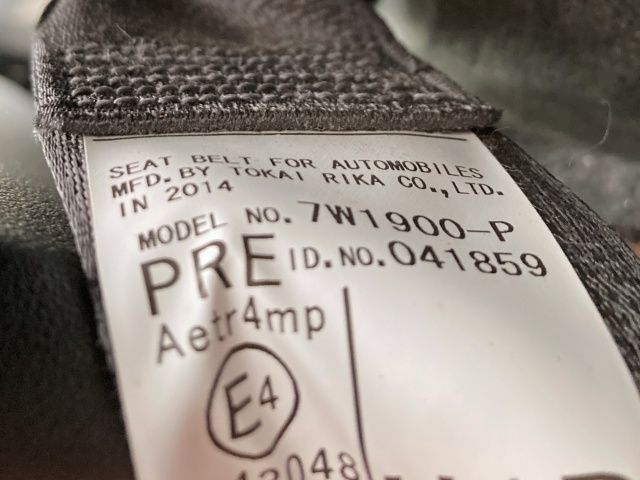 SEAT BELT FOR AUTOMOBILES
MFD. BY TOKAI RIKA CO., LTD.
IN 2014
MODEL NO. 7W1900-P
PRE ID. NO. 041859
Aetr4mp
E4